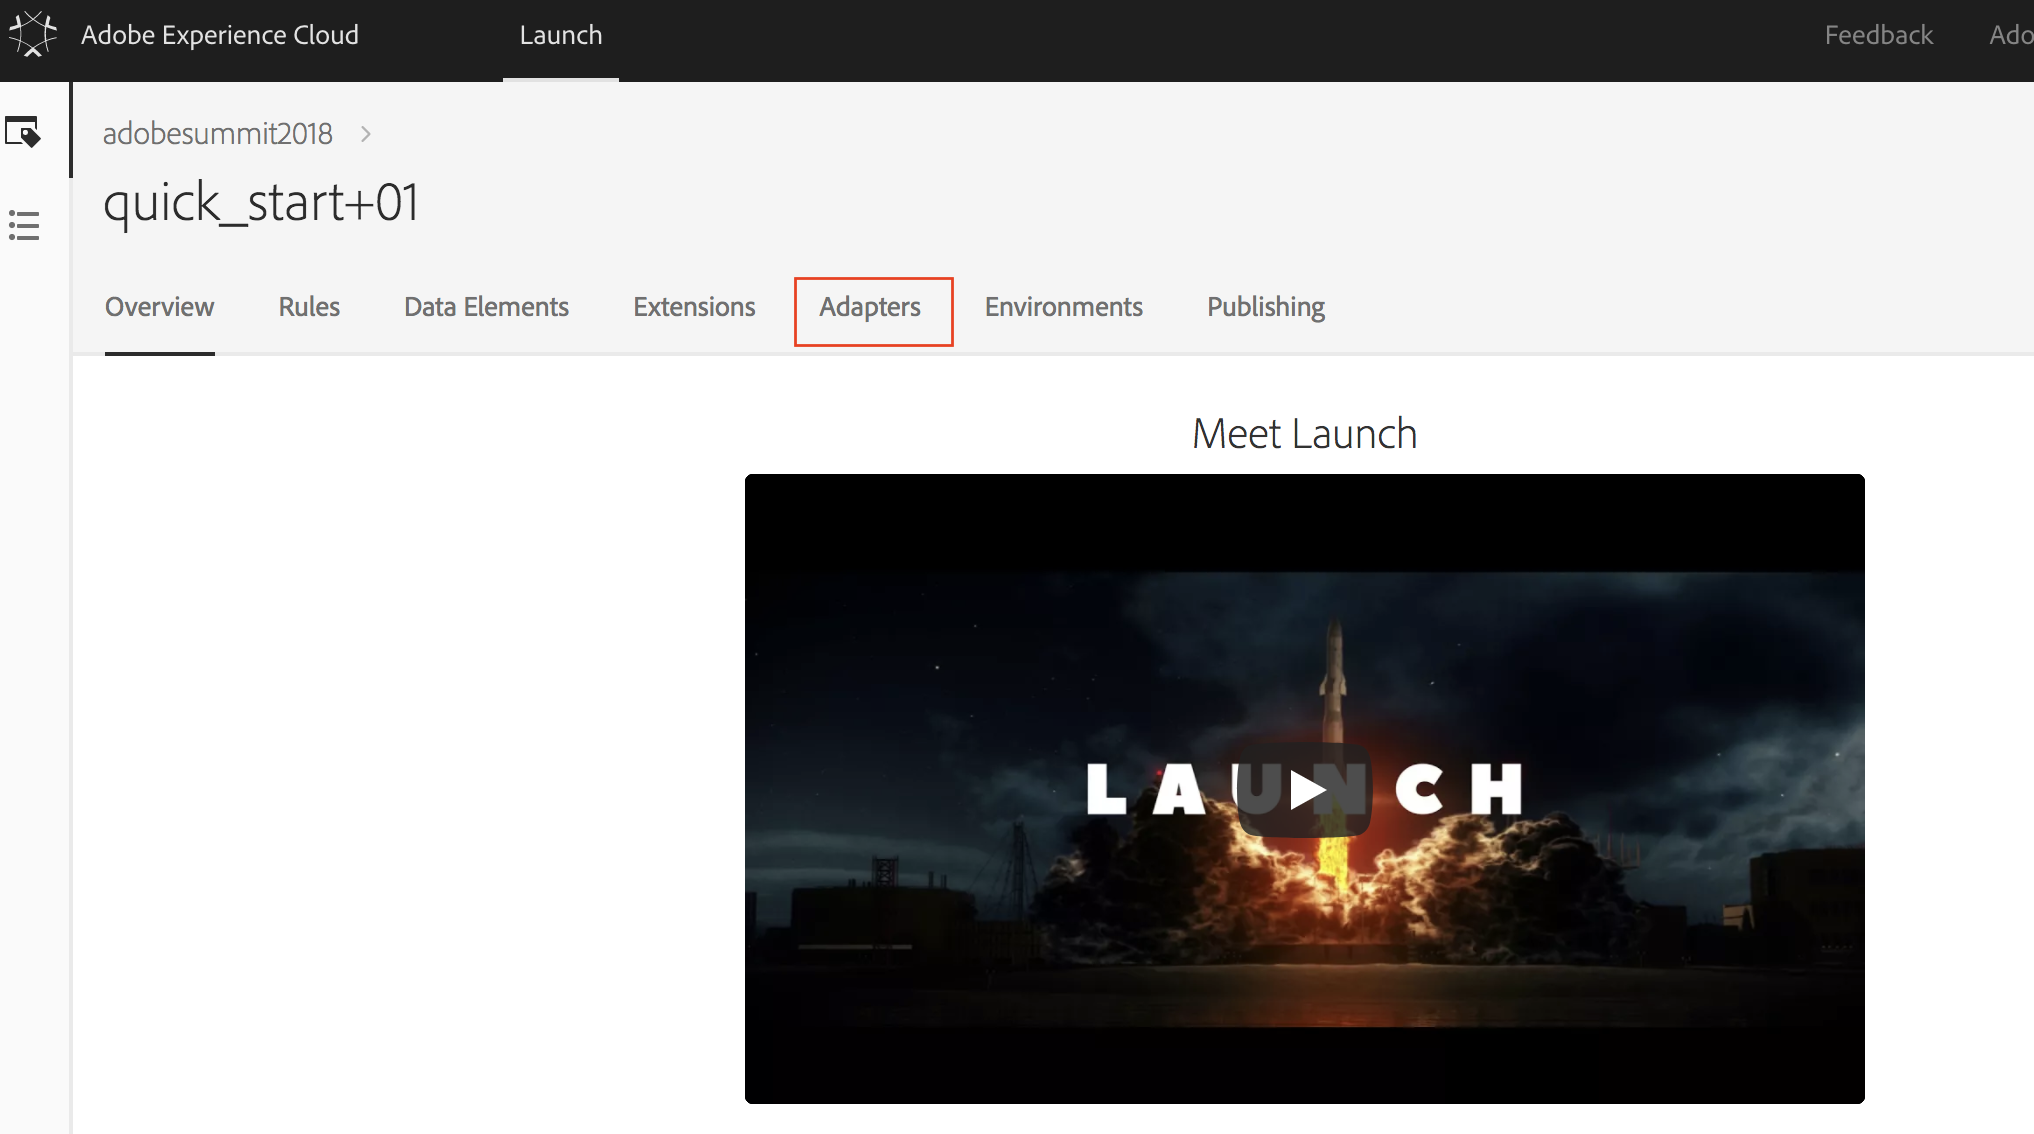 Adobe Experience Cloud Launch Feedback Ado
adobesummit2018
quick_start+01
Overview Rules Data Elements Extensions Adapters Environments Publishing
Meet Launch
LAUNCH